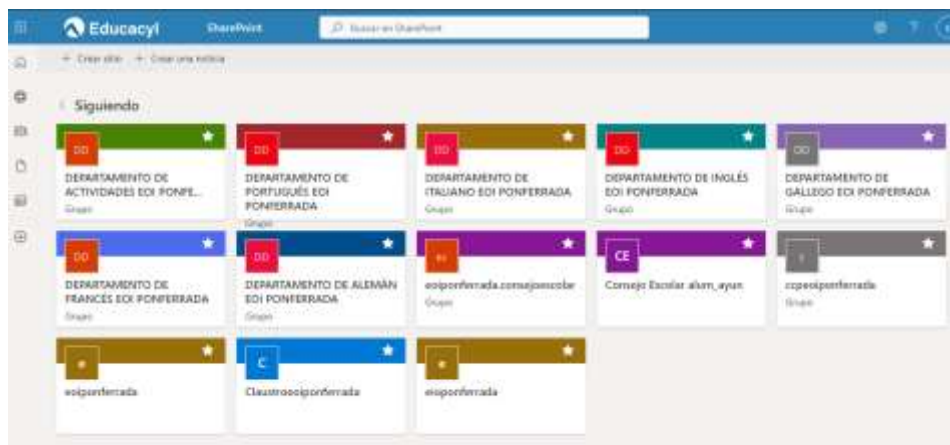 Educacyl SharePoint Buscar en SharePoint ?
+ Crear sitio + Crear una noticia
Siguiendo
DD DD DD DD DD
DEPARTAMENTO DE ACTIVIDADES EOI PONFE...
Grupo
DEPARTAMENTO DE PORTUGUÉS EOI PONFERRADA
Grupo
DEPARTAMENTO DE ITALIANO EOI PONFERRADA
Grupo
DEPARTAMENTO DE INGLÉS EOI PONFERRADA
Grupo
DEPARTAMENTO DE GALLEGO EOI PONFERRADA
Grupo
DD DD CE
DEPARTAMENTO DE FRANCÉS EOI PONFERRADA
Grupo
DEPARTAMENTO DE ALEMÁN EOI PONFERRADA
Grupo
eoiponferrada.consejoescolar
Grupo
Consejo Escolar alum_ayun
ccpeoiponferrada
Grupo
e C e
eoiponferrada
Claustroeoiponferrada
eoiponferrada